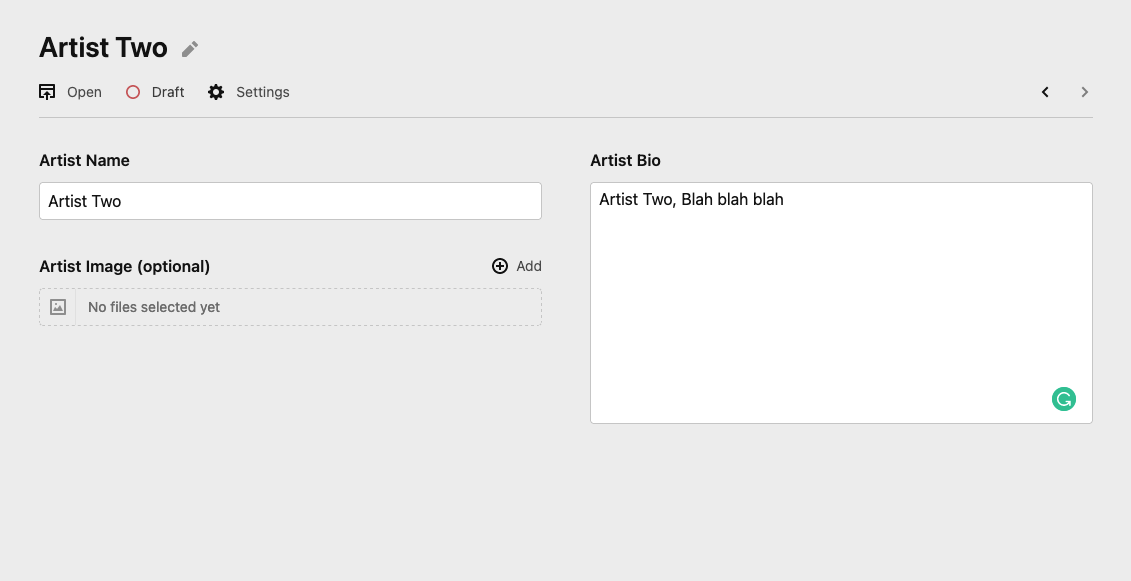 Artist Two
Open Draft Settings
Artist Name
Artist Two
Artist Image (optional)
Add
No files selected yet
Artist Bio
Artist Two, Blah blah blah